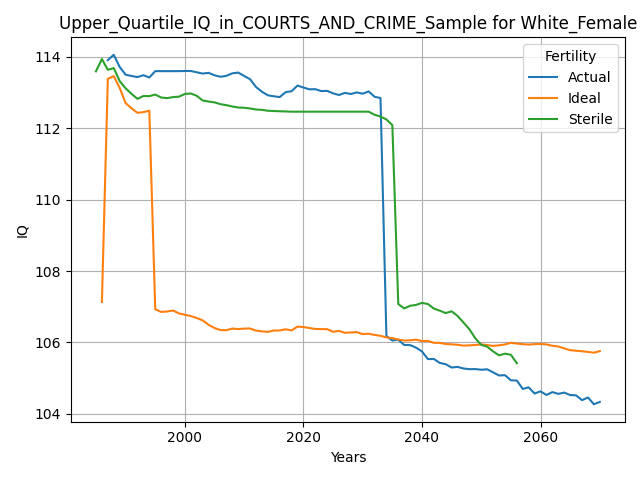 Upper_Quartile_IQ_in_COURTS_AND_CRIME_Sample for White_Female
Fertility
Actual
Ideal
Sterile
IQ
114
112
110
108
106
104
2000
2020
2040
2060
Years